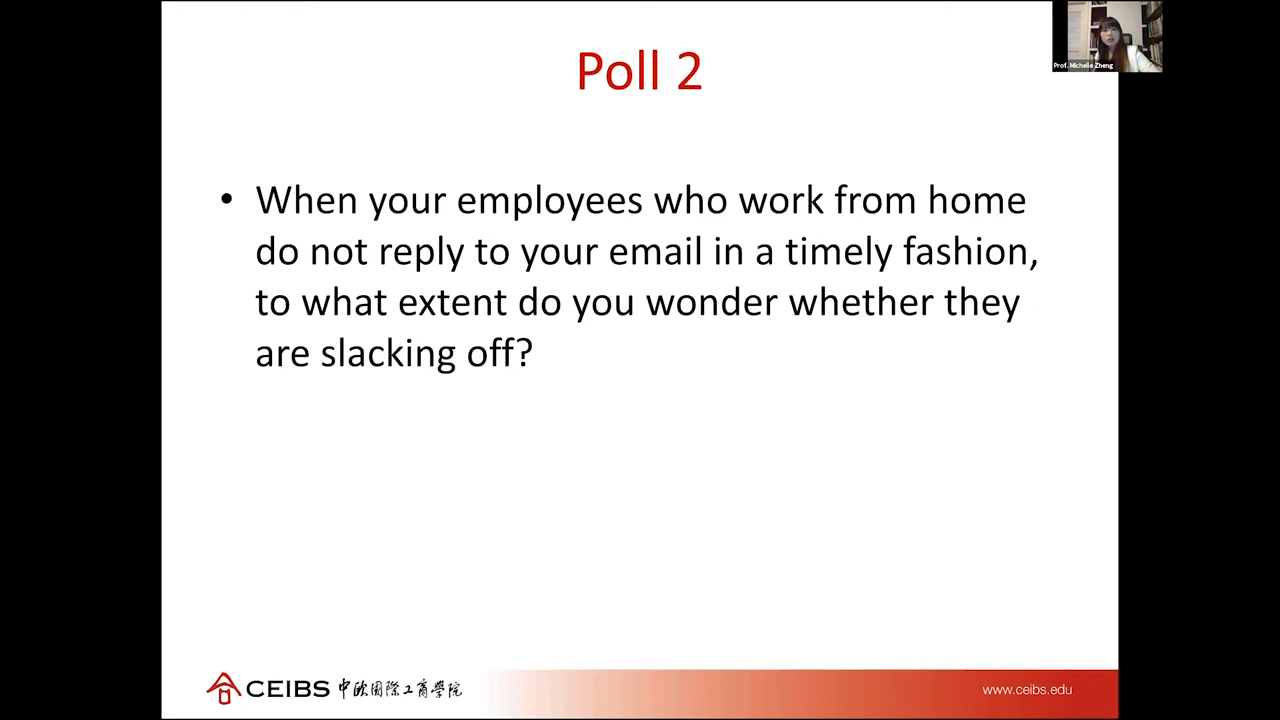 Poll 2
Prof. Michelle Zheng
• When your employees who work from home
do not reply to your email in a timely fashion,
to what extent do you wonder whether they
are slacking off?
CEIBS 中欧国际工商学院
www.ceibs.edu